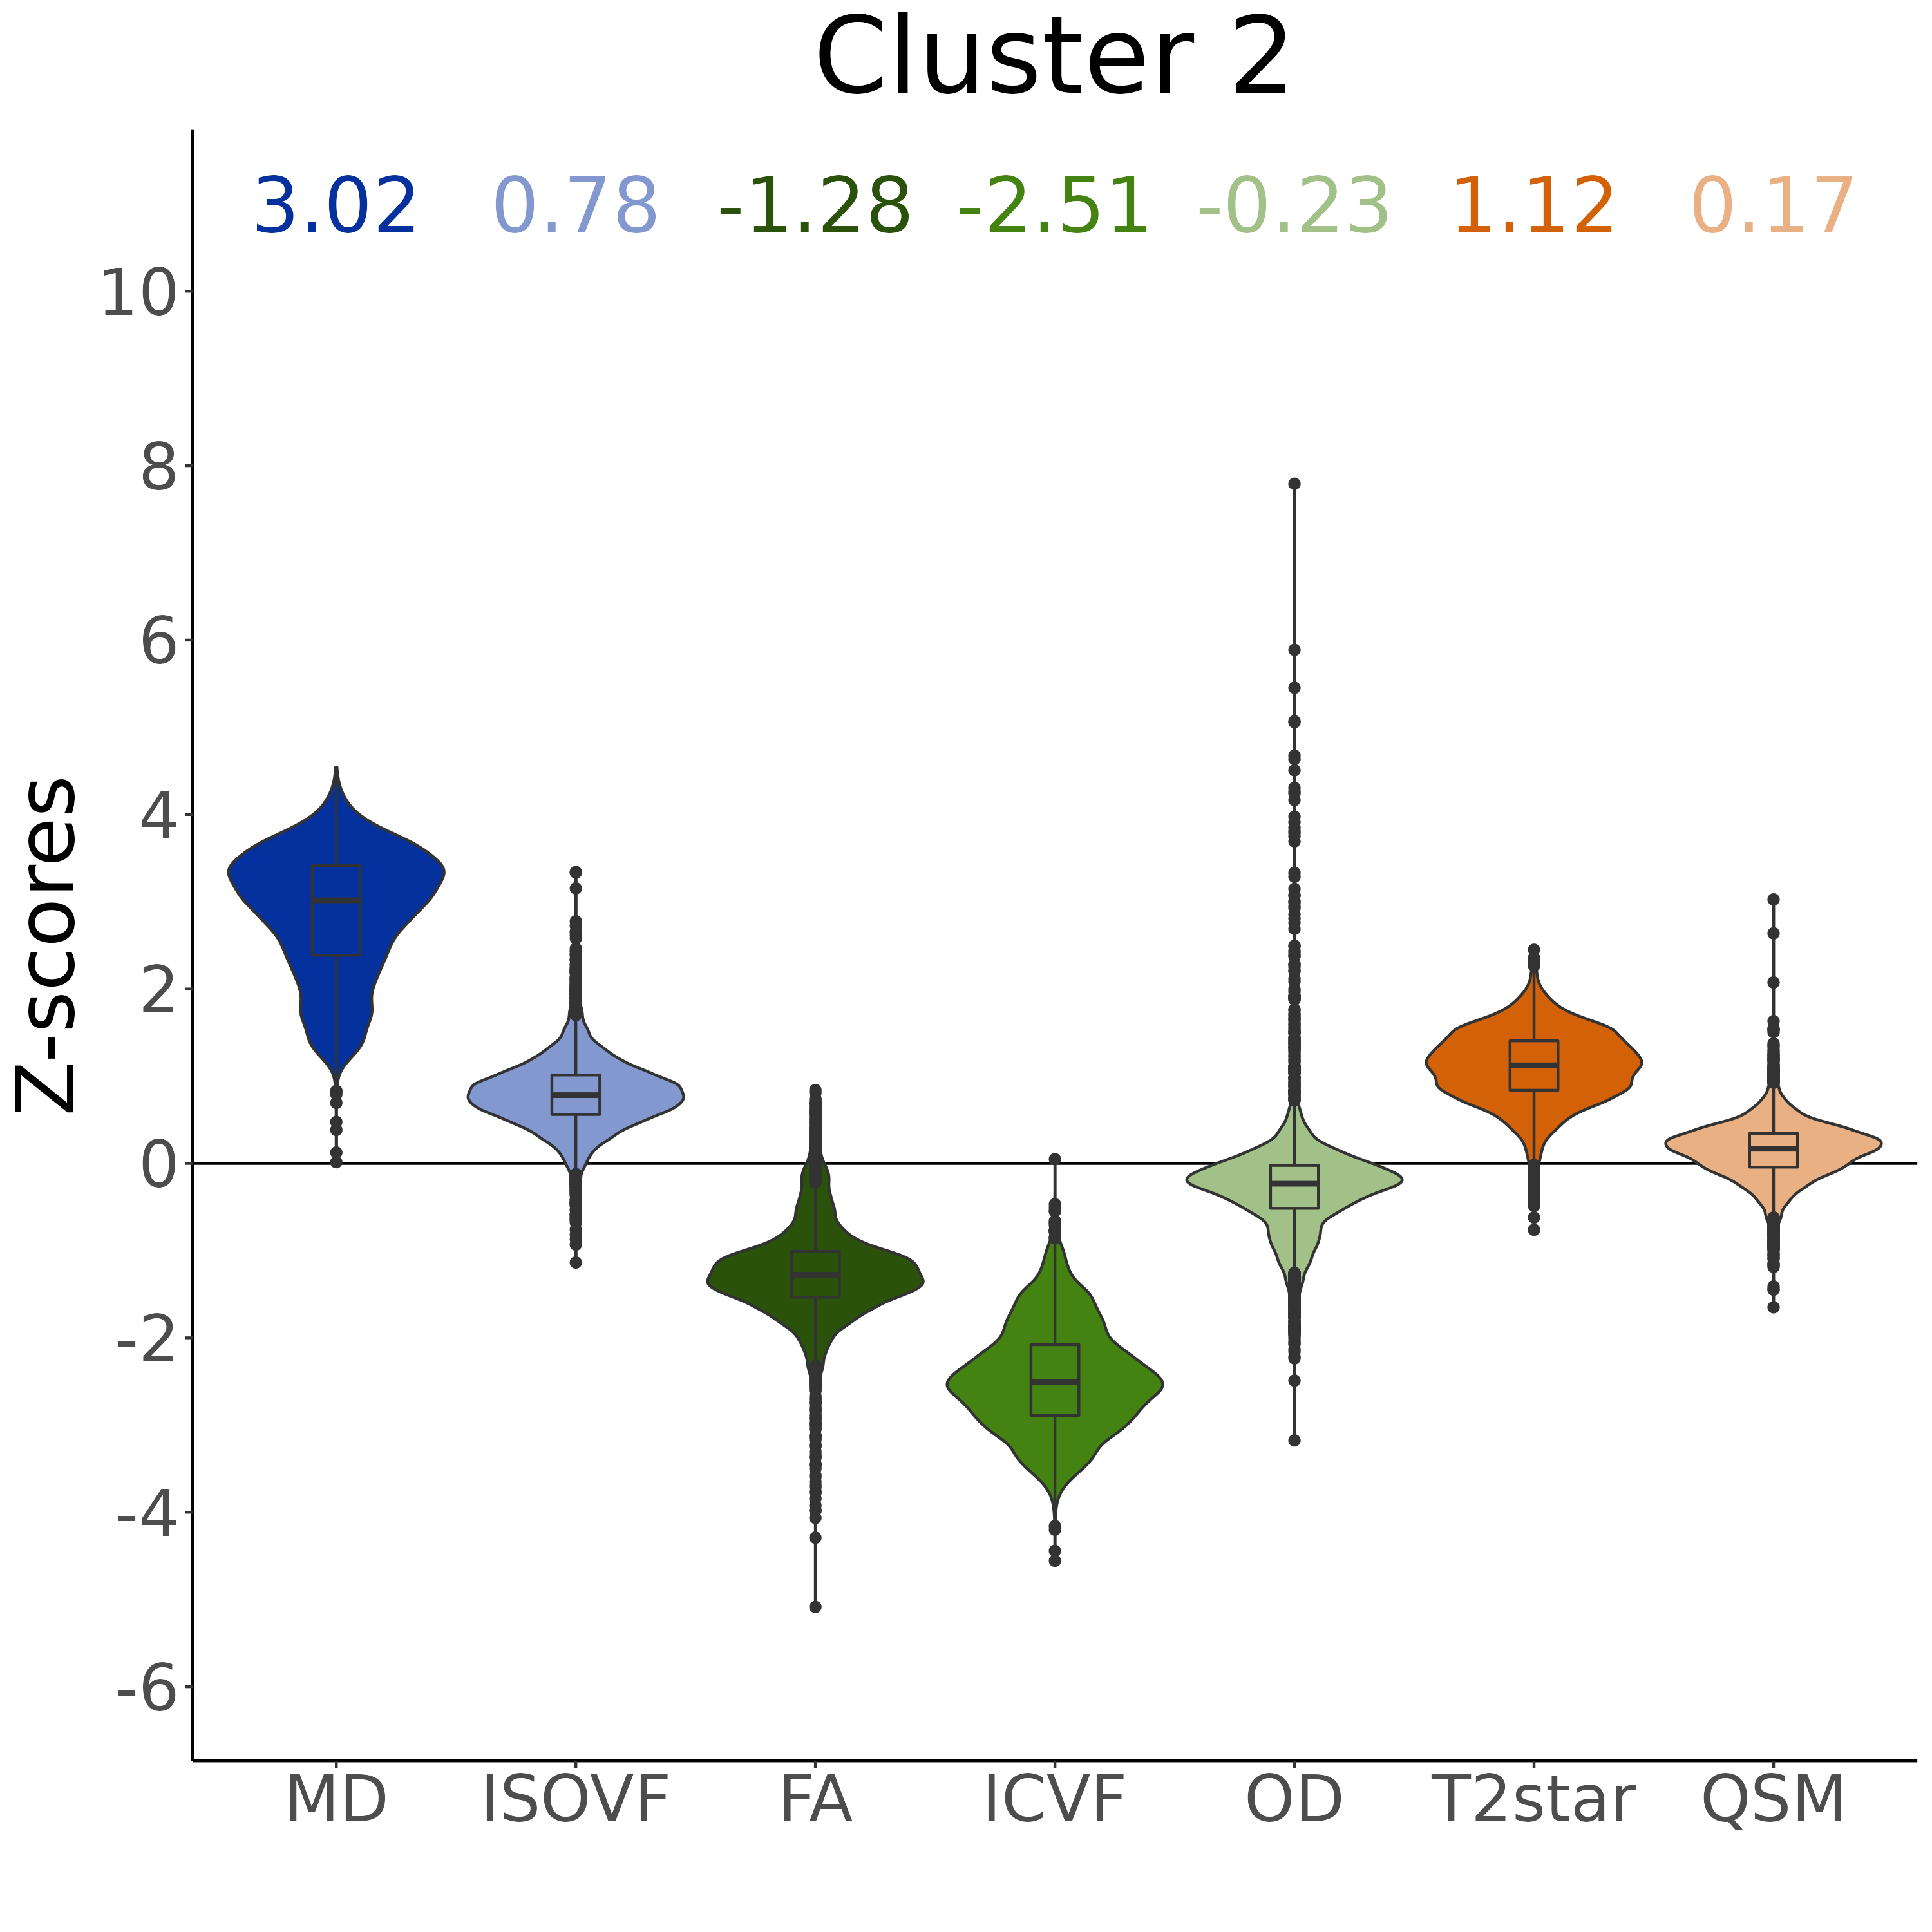 Cluster 2
3.02 0.78 -1.28 -2.51 -0.23 1.12 0.17
10
8
6
4
2
0
-2
-4
-6
Z-scores
MD ISOVF FA ICVF OD T2star QSM